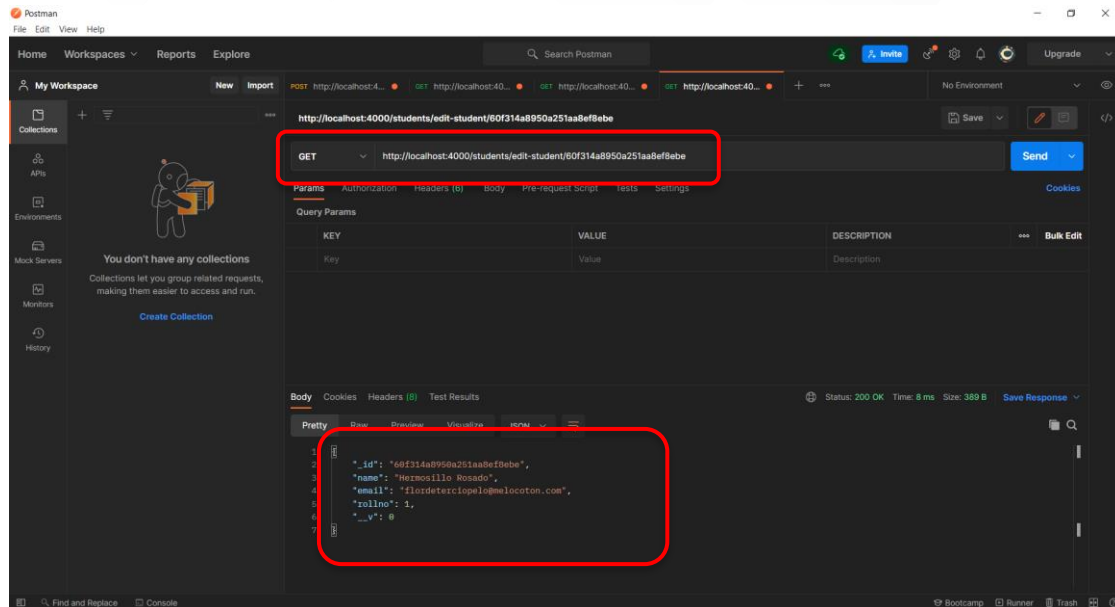 Postman
File Edit View Help
Home Workspaces Reports Explore Search Postman Invite Upgrade
My Workspace New Import POST http://localhost:4... GET http://localhost:40... GET http://localhost:40... GET http://localhost:40... + ooo No Environment
Collections
APIs
Environments
Mock Servers
Monitors
History
You don't have any collections
Collections let you group related requests,
making them easier to access and run.
Create Collection
http://localhost:4000/students/edit-student/60f314a8950a251aa8ef8ebe Save
GET http://localhost:4000/students/edit-student/60f314a8950a251aa8ef8ebe Send
Params Authorization Headers (6) Body Pre-request Script Tests Settings Cookies
Query Params
KEY VALUE DESCRIPTION ooo Bulk Edit
Key Value Description
Body Cookies Headers (8) Test Results Status: 200 OK Time: 8 ms Size: 389 B Save Response
Pretty Raw Preview Visualize JSON
1 {
2 "_id": "60f314a8950a251aa8ef8ebe",
3 "name": "Hermosillo Rosado",
4 "email": "flordeterciopelo@melocoton.com",
5 "rollno": 1,
6 "__v": 0
7 }
Find and Replace Console Bootcamp Runner Trash